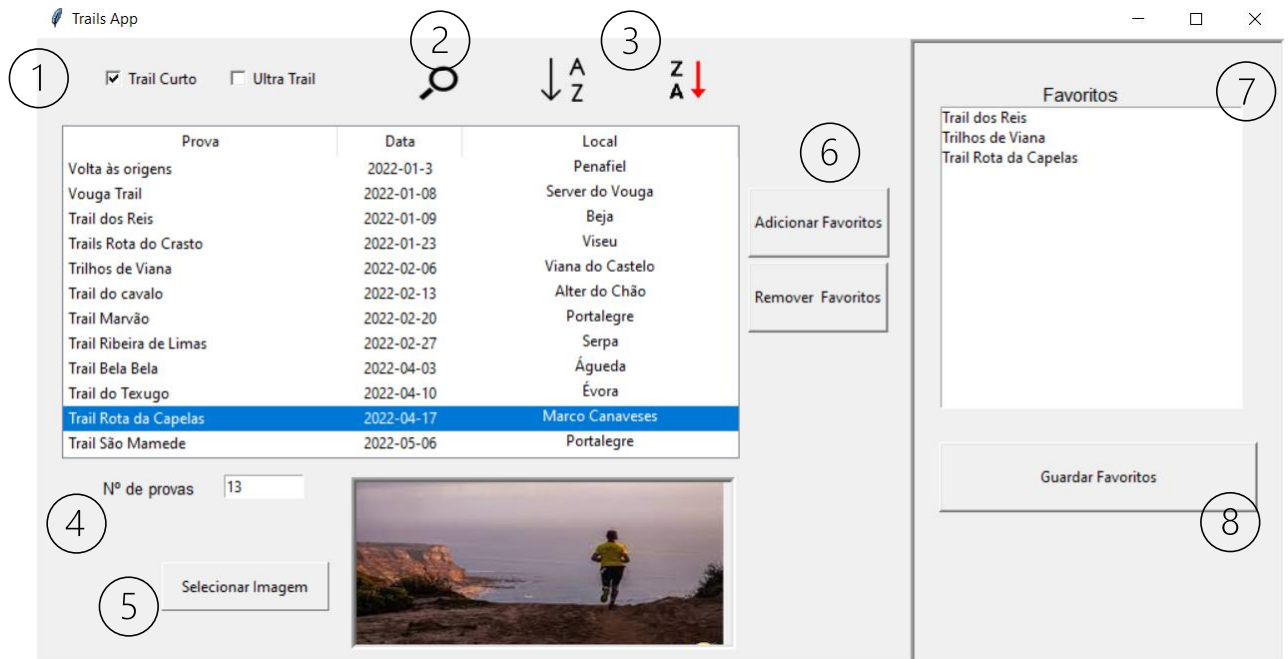 Trails App
1
Trail Curto
Ultra Trail
2
A
Z
3
Z
A
Prova Data Local
Volta às origens 2022-01-3 Penafiel
Vouga Trail 2022-01-08 Server do Vouga
Trail dos Reis 2022-01-09 Beja
Trails Rota do Crasto 2022-01-23 Viseu
Trilhos de Viana 2022-02-06 Viana do Castelo
Trail do cavalo 2022-02-13 Alter do Chão
Trail Marvão 2022-02-20 Portalegre
Trail Ribeira de Limas 2022-02-27 Serpa
Trail Bela Bela 2022-04-03 Águeda
Trail do Texugo 2022-04-10 Évora
Trail Rota da Capelas 2022-04-17 Marco Canaveses
Trail São Mamede 2022-05-06 Portalegre
Nº de provas 13
4
5
Selecionar Imagem
6
Adicionar Favoritos
Remover Favoritos
7
Favoritos
Trail dos Reis
Trilhos de Viana
Trail Rota da Capelas
Guardar Favoritos
8